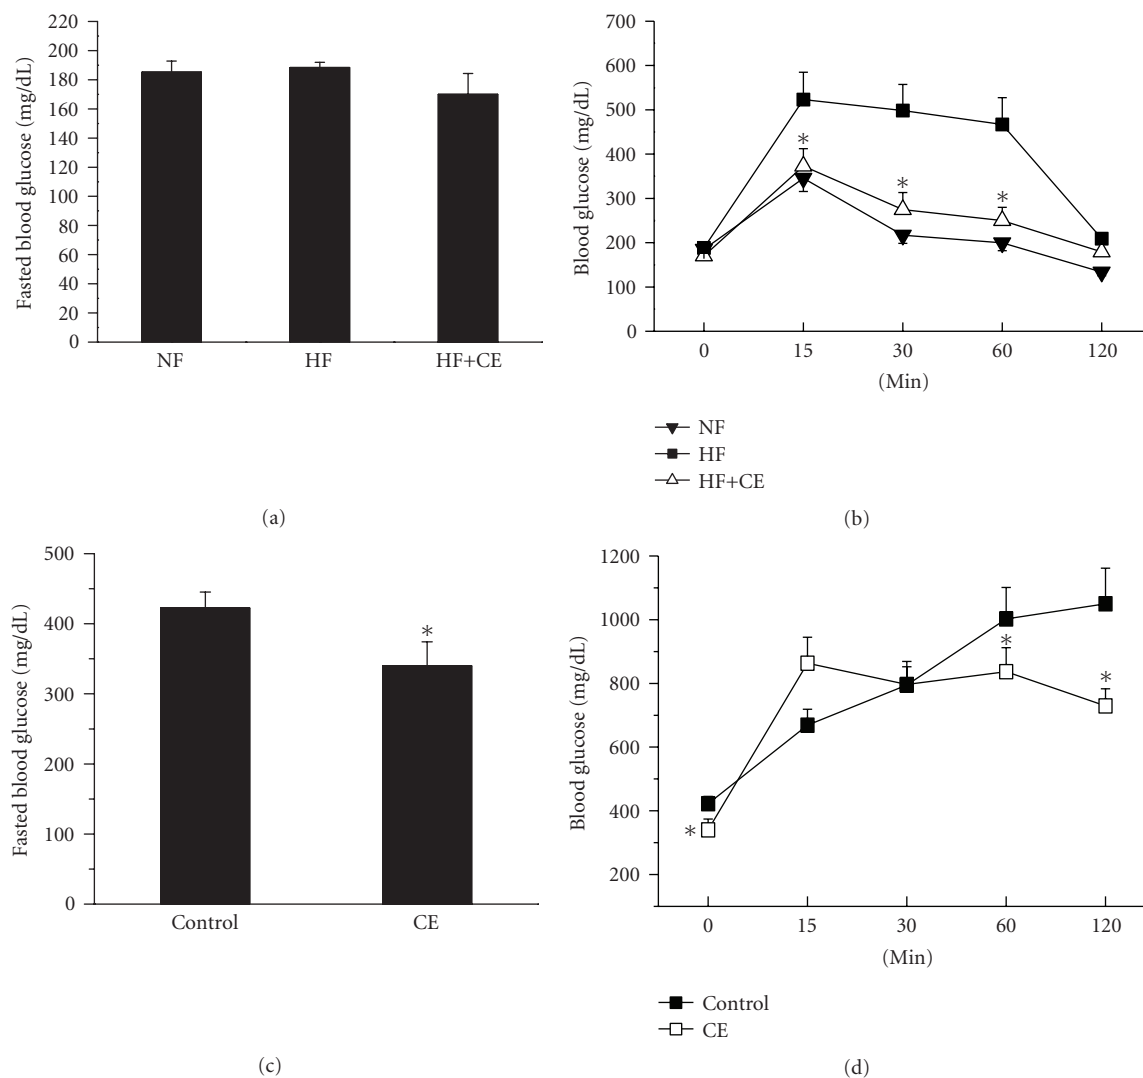 220
200
180
160
140
120
100
80
60
40
20
0
Fasted blood glucose (mg/dL)
NF HF HF+CE
(a)
700
600
500
400
300
200
100
0
Blood glucose (mg/dL)
* * *
0 15 30 60 120
(Min)
NF
HF
HF+CE
(b)
500
400
300
200
100
0
Fasted blood glucose (mg/dL)
*
Control CE
(c)
1200
1000
800
600
400
200
Blood glucose (mg/dL)
* * *
0 15 30 60 120
(Min)
Control
CE
(d)